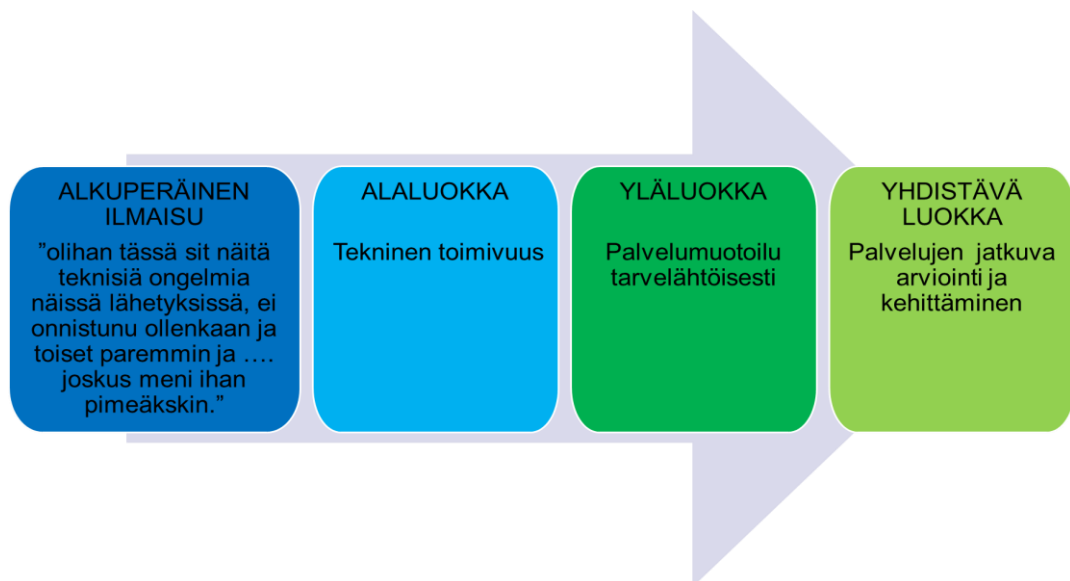 ALKUPERÄINEN
ILMAISU
”olihan tässä sit näitä
teknisiä ongelmia
näissä lähetyksissä, ei
onnistunu ollenkaan ja
toiset paremmin ja ….
joskus meni ihan
pimeäkskin.”
ALALUOKKA
Tekninen toimivuus
YLÄLUOKKA
Palvelumuotoilu
tarvelähtöisesti
YHDISTÄVÄ
LUOKKA
Palvelujen jatkuva
arviointi ja
kehittäminen